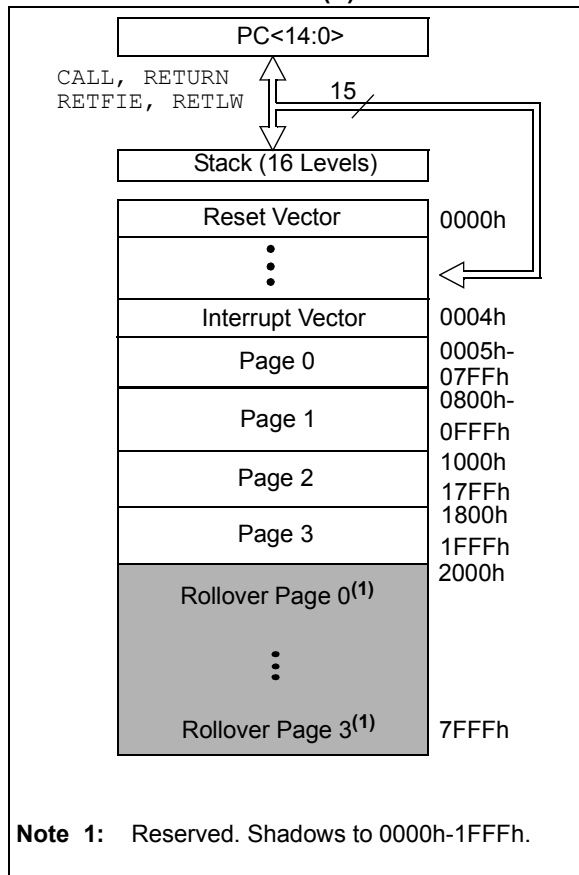 PC<14:0>
CALL, RETURN
RETFIE, RETLW
15
Stack (16 Levels)
Reset Vector
0000h
Interrupt Vector
0004h
Page 0
0005h-
07FFh
Page 1
0800h-
0FFFh
Page 2
1000h
17FFh
Page 3
1800h
1FFFh
Rollover Page 0(1)
2000h
Rollover Page 3(1)
7FFFh
Note 1: Reserved. Shadows to 0000h-1FFFh.